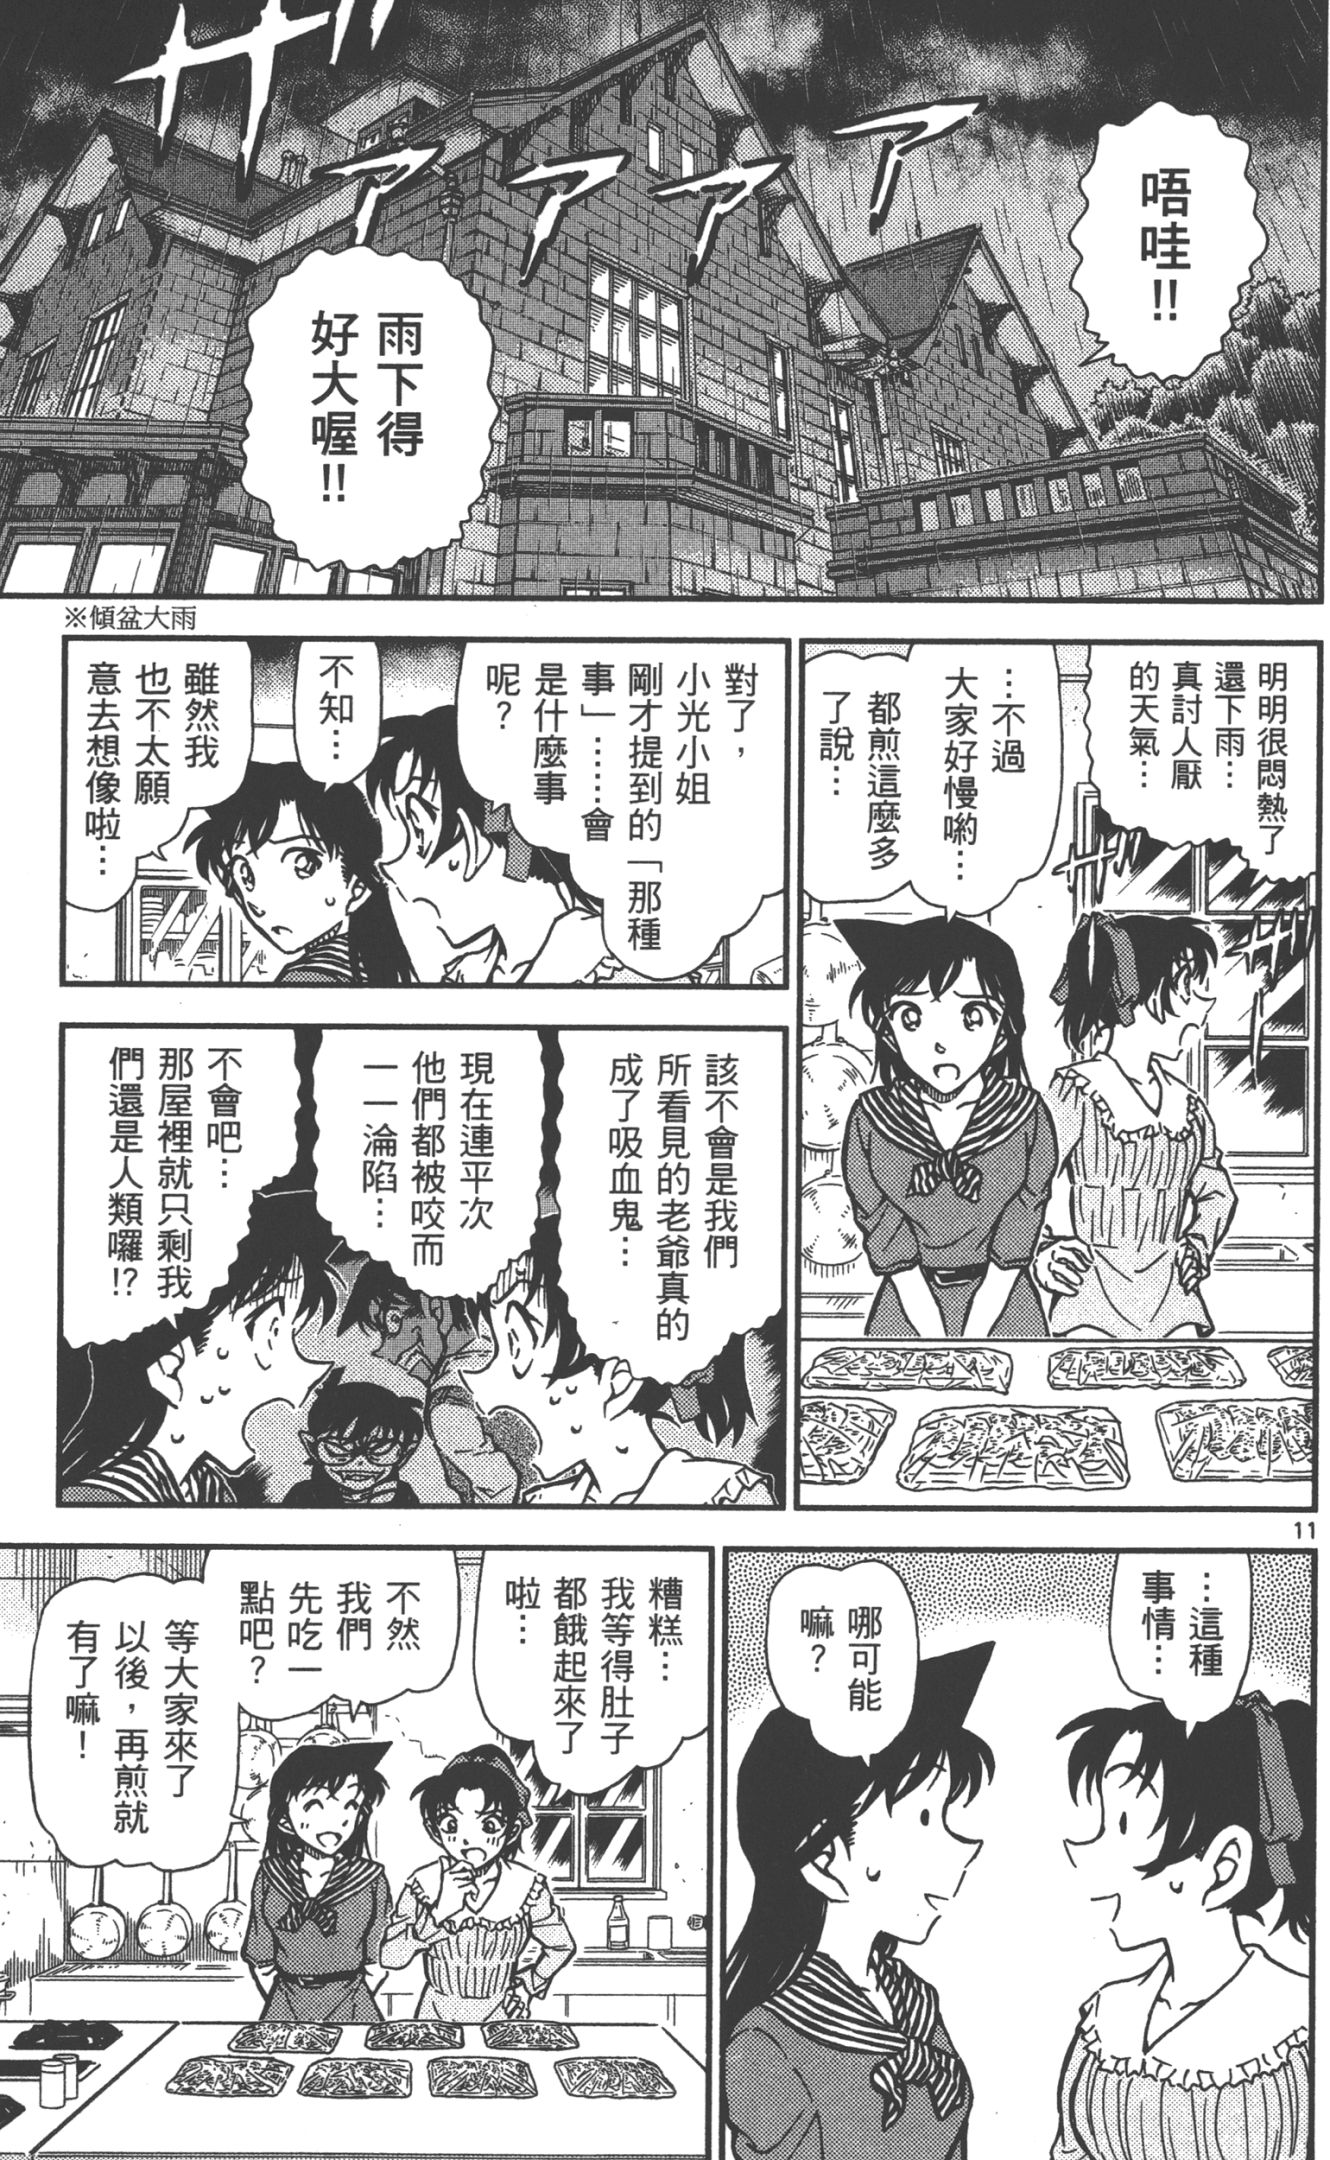 ザァァァァ
唔哇!!
雨下得
好大喔!!
※傾盆大雨
明明很悶熱了
還下雨…
真討人厭
的天氣…
…不過
大家好慢喲…
都煎這麼多
了說…
ザァァ
ザァァ
對了，
小光小姐
剛才提到的「那種
事」……會
是什麼事
呢？
不知…
雖然我
也不太願
意去想像啦…
該不會是我們
所看見的老爺真的
成了吸血鬼…
現在連平次
他們都被咬而
一一淪陷…
不會吧…
那屋裡就只剩我
們還是人類囉!?
11
…這種
事情…
哪可能
嘛？
糟糕…
我等得肚子
都餓起來了
啦…
不然
我們
先吃一
點吧？
等大家來了
以後，再煎就
有了嘛！